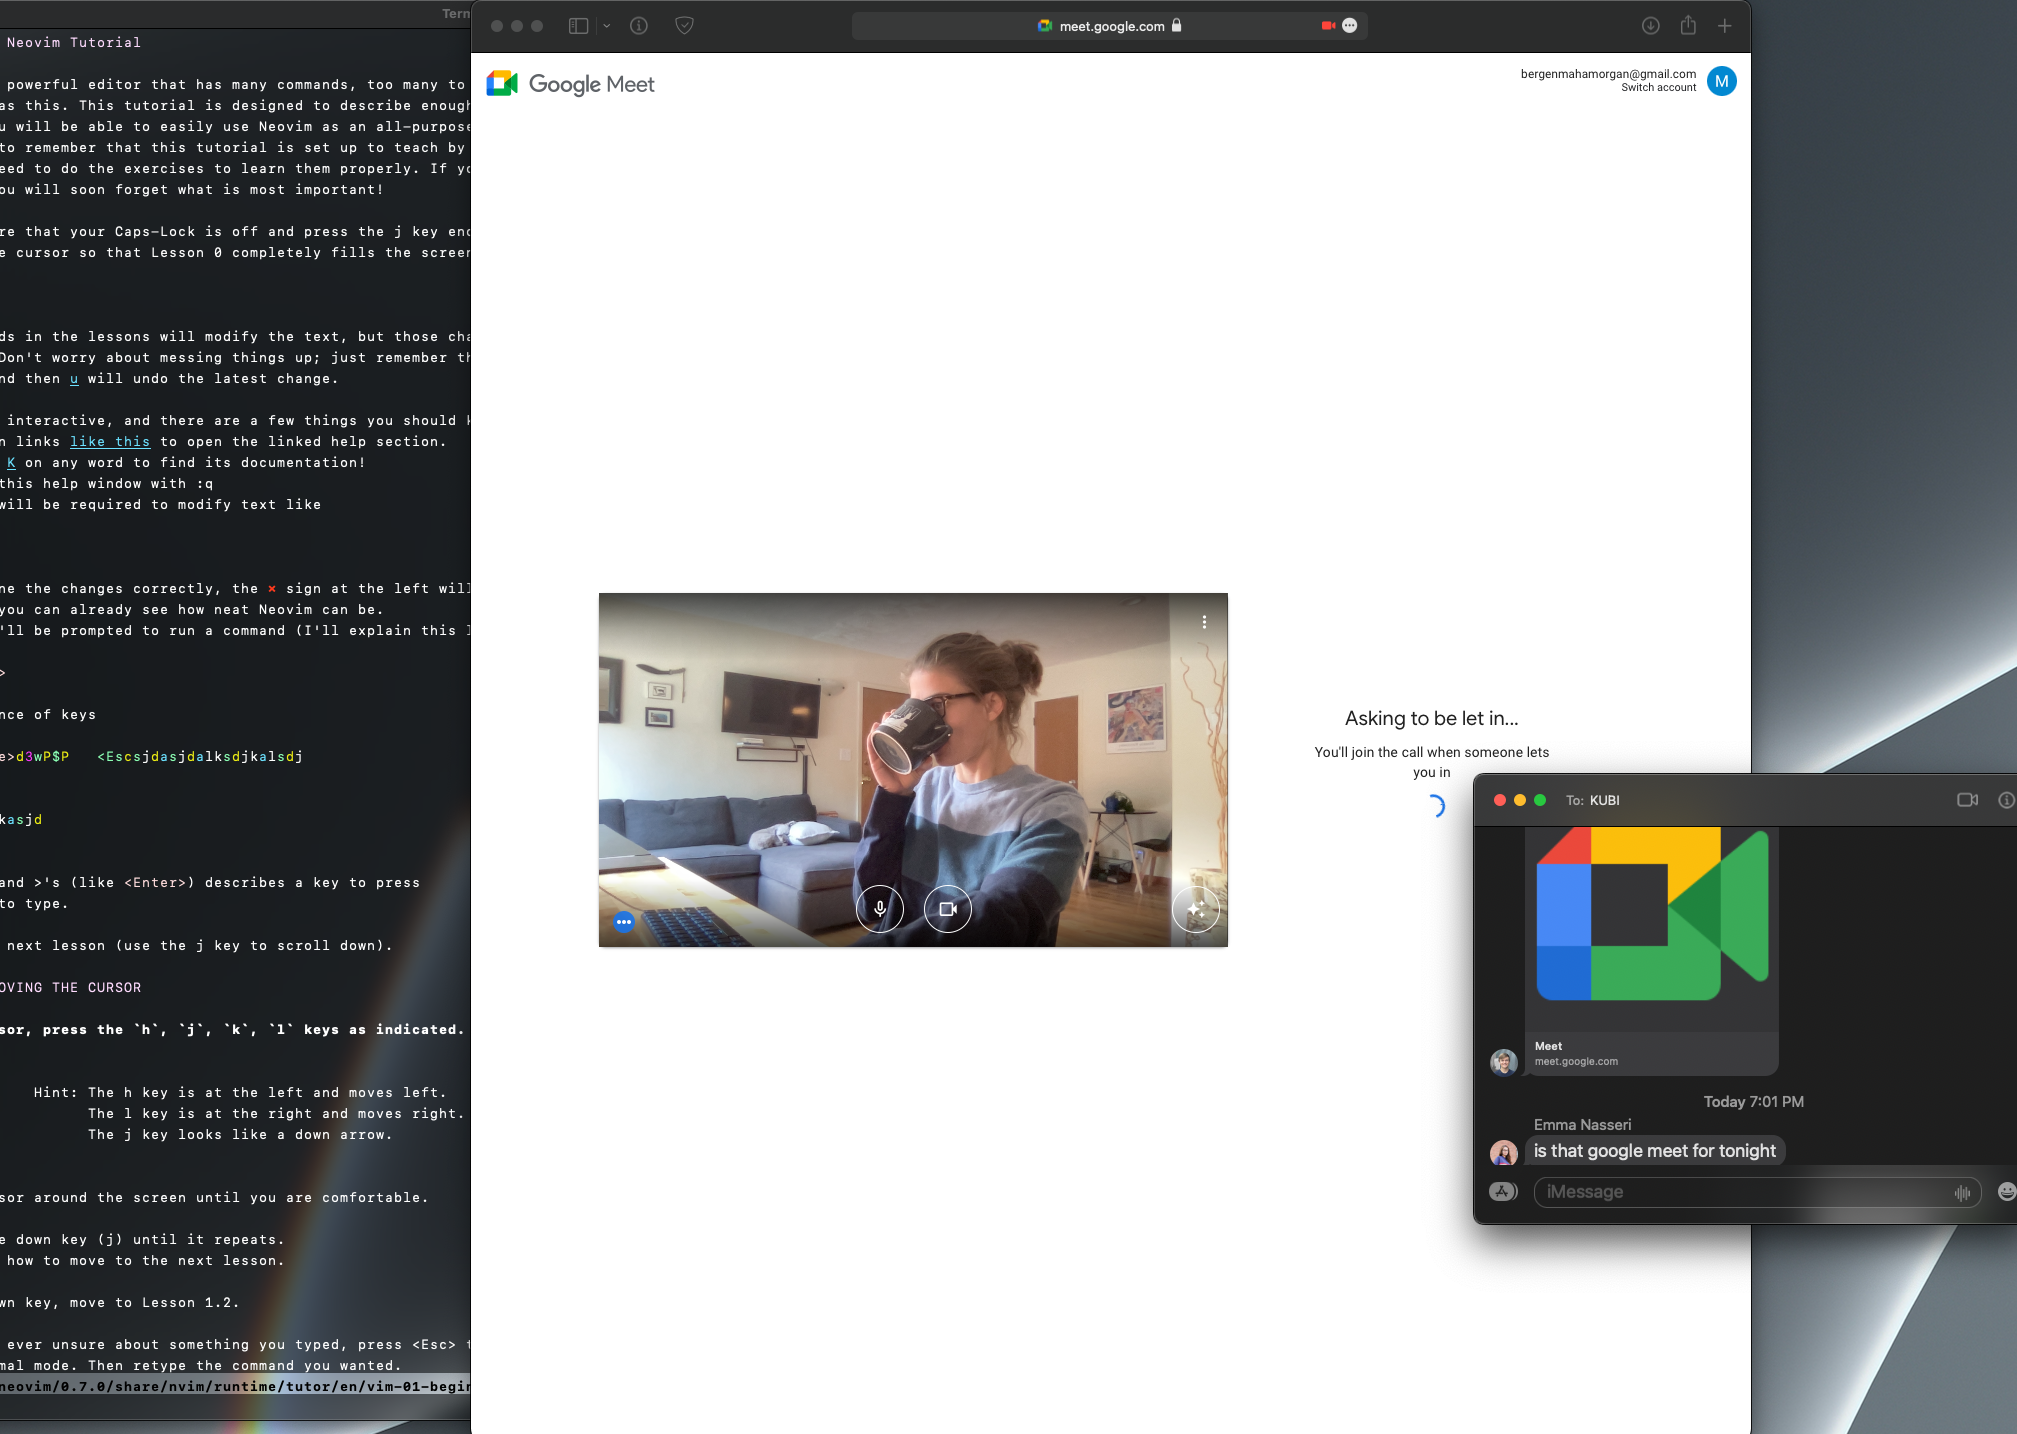 Tern
Neovim Tutorial
powerful editor that has many commands, too many to
as this. This tutorial is designed to describe enough
u will be able to easily use Neovim as an all-purpose
to remember that this tutorial is set up to teach by
eed to do the exercises to learn them properly. If yo
ou will soon forget what is most important!
re that your Caps-Lock is off and press the j key eno
e cursor so that Lesson 0 completely fills the screen
ds in the lessons will modify the text, but those cha
Don't worry about messing things up; just remember th
nd then u will undo the latest change.
interactive, and there are a few things you should k
n links like this to open the linked help section.
K on any word to find its documentation!
this help window with :q
will be required to modify text like
ne the changes correctly, the × sign at the left will
you can already see how neat Neovim can be.
'll be prompted to run a command (I'll explain this l
>
nce of keys
e>d3wP$P   <Escsjdasjdalksdjkalsdj
kasjd
and >'s (like <Enter>) describes a key to press
to type.
next lesson (use the j key to scroll down).
OVING THE CURSOR
sor, press the `h`, `j`, `k`, `l` keys as indicated.
Hint: The h key is at the left and moves left.
The l key is at the right and moves right.
The j key looks like a down arrow.
sor around the screen until you are comfortable.
e down key (j) until it repeats.
how to move to the next lesson.
wn key, move to Lesson 1.2.
ever unsure about something you typed, press <Esc> t
mal mode. Then retype the command you wanted.
neovim/0.7.0/share/nvim/runtime/tutor/en/vim-01-begin
meet.google.com
Google Meet
bergenmahamorgan@gmail.com
Switch account
M
Asking to be let in...
You'll join the call when someone lets
you in
To: KUBI
Meet
meet.google.com
Today 7:01 PM
Emma Nasseri
is that google meet for tonight
iMessage